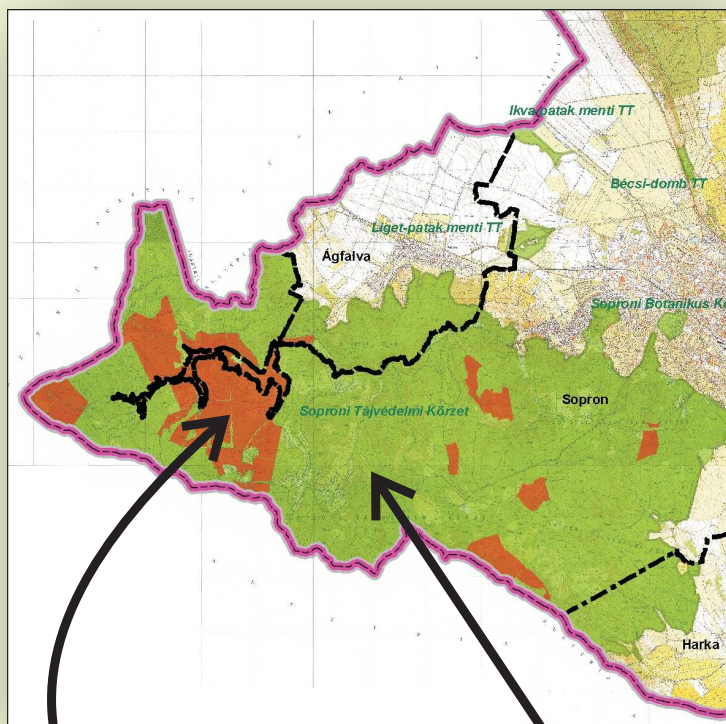 Ikva-patak menti TT
Bécsi-domb TT
Liget-patak menti TT
Ágfalva
Soproni Botanikus Ke
Sopron
Soproni Tájvédelmi Körzet
Harka